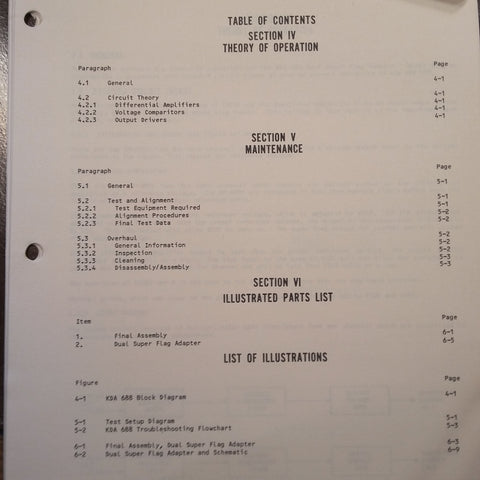 TABLE OF CONTENTS
SECTION IV
THEORY OF OPERATION
Paragraph Page
4.1 General 4-1
4.2 Circuit Theory 4-1
4.2.1 Differential Amplifiers 4-1
4.2.2 Voltage Comparitors 4-1
4.2.3 Output Drivers 4-1
SECTION V
MAINTENANCE
Paragraph Page
5.1 General 5-1
5.2 Test and Alignment 5-1
5.2.1 Test Equipment Required 5-1
5.2.2 Alignment Procedures 5-2
5.2.3 Final Test Data 5-2
5.3 Overhaul 5-2
5.3.1 General Information 5-2
5.3.2 Inspection 5-2
5.3.3 Cleaning 5-3
5.3.4 Disassembly/Assembly 5-3
SECTION VI
ILLUSTRATED PARTS LIST
Item Page
1. Final Assembly 6-1
2. Dual Super Flag Adapter 6-5
LIST OF ILLUSTRATIONS
Figure Page
4-1 KDA 688 Block Diagram 4-1
5-1 Test Setup Diagram 5-1
5-2 KDA 688 Troubleshooting Flowchart 5-3
6-1 Final Assembly, Dual Super Flag Adapter 6-3
6-2 Dual Super Flag Adapter and Schematic 6-9